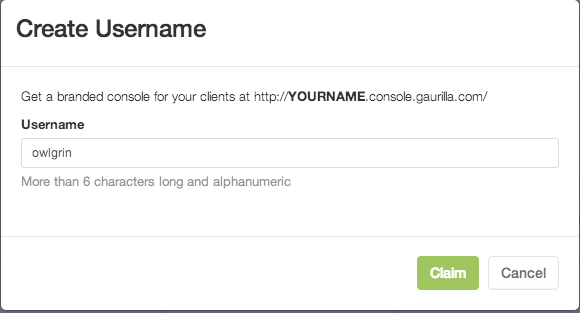 Create Username
Get a branded console for your clients at http://YOURNAME.console.gaurilla.com/
Username
owlgrin
More than 6 characters long and alphanumeric
Claim Cancel